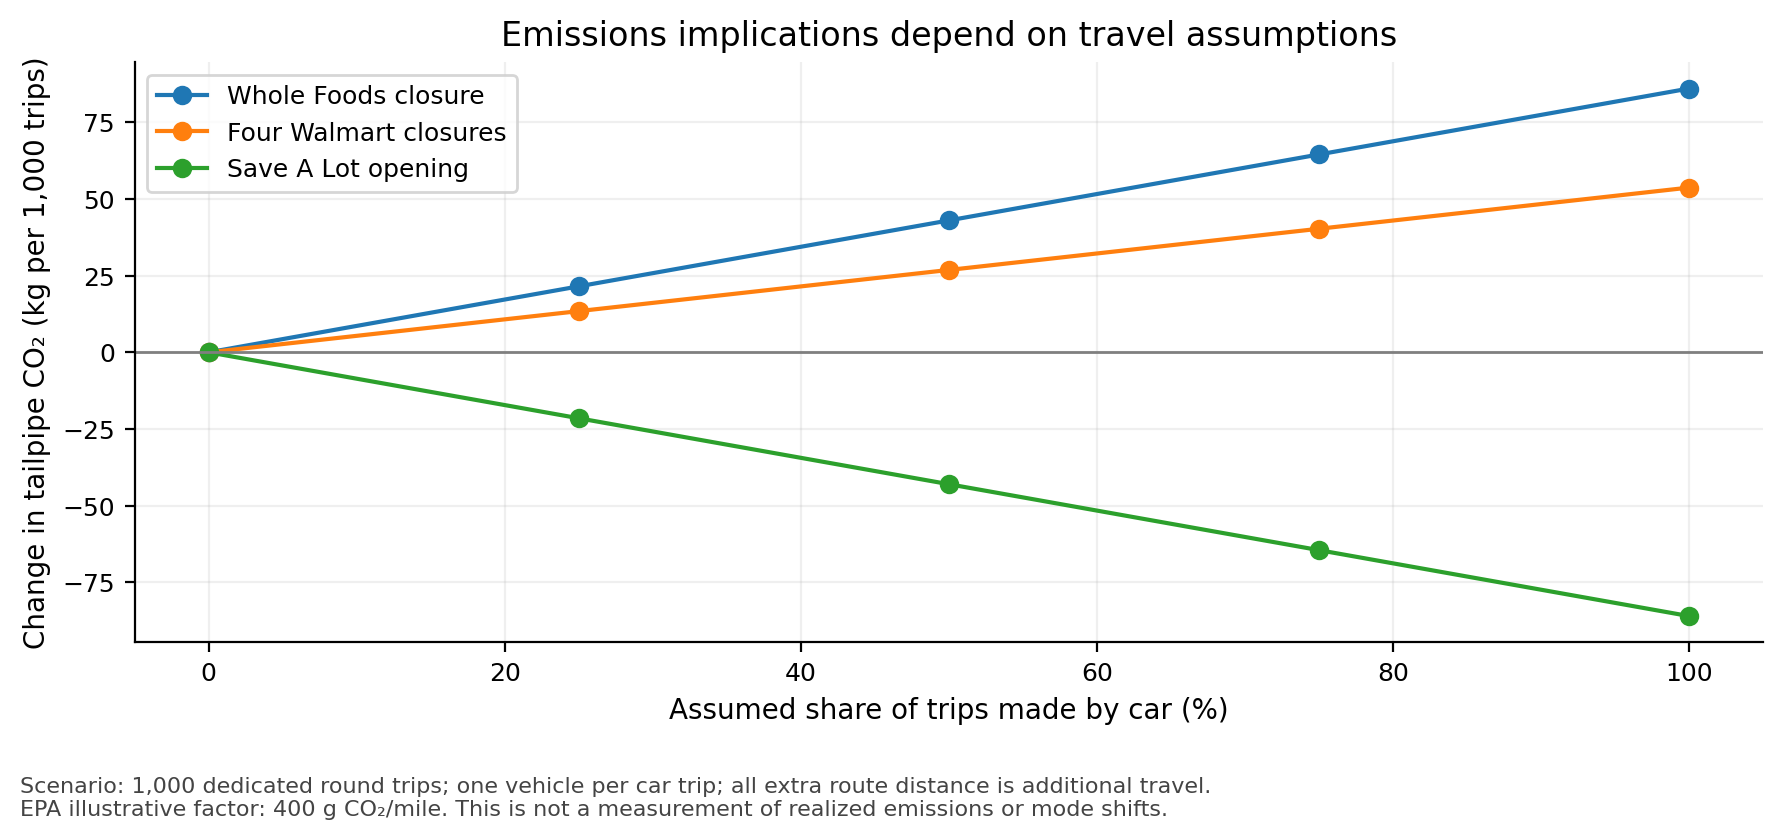 Emissions implications depend on travel assumptions
Change in tailpipe CO₂ (kg per 1,000 trips)
Whole Foods closure
Four Walmart closures
Save A Lot opening
75
50
25
0
−25
−50
−75
0 20 40 60 80 100
Assumed share of trips made by car (%)
Scenario: 1,000 dedicated round trips; one vehicle per car trip; all extra route distance is additional travel.
EPA illustrative factor: 400 g CO₂/mile. This is not a measurement of realized emissions or mode shifts.